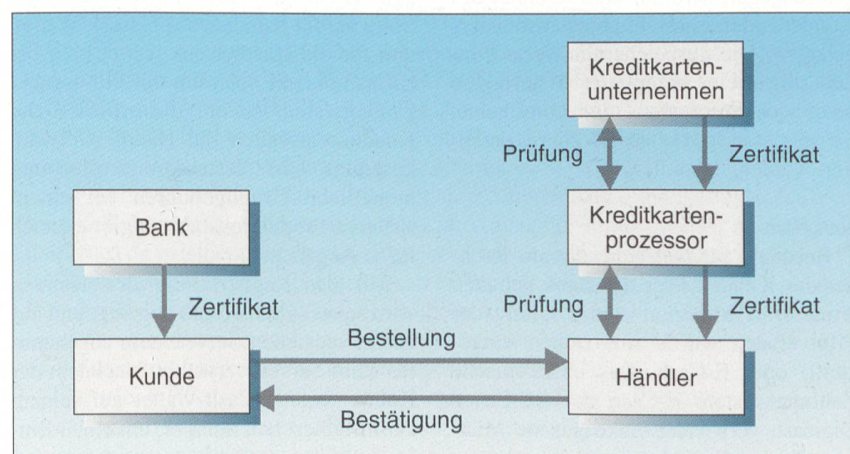 Kreditkarten-
unternehmen
Prüfung
Zertifikat
Bank
Kreditkarten-
prozessor
Zertifikat
Prüfung
Zertifikat
Bestellung
Kunde
Händler
Bestätigung